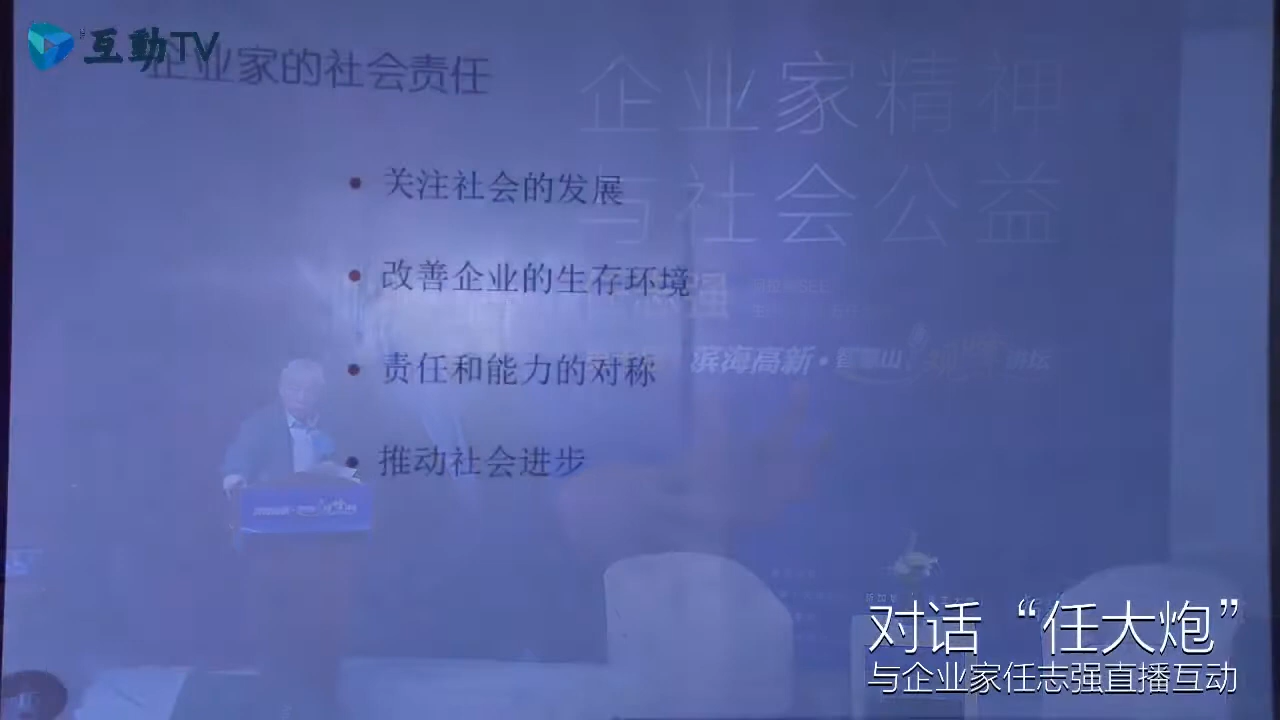 互動TV
企业家的社会责任
企业家精神
与社会公益
• 关注社会的发展
• 改善企业的生存环境
• 责任和能力的对称
• 推动社会进步
滨海高新·智慧山
对话“任大炮”
与企业家任志强直播互动